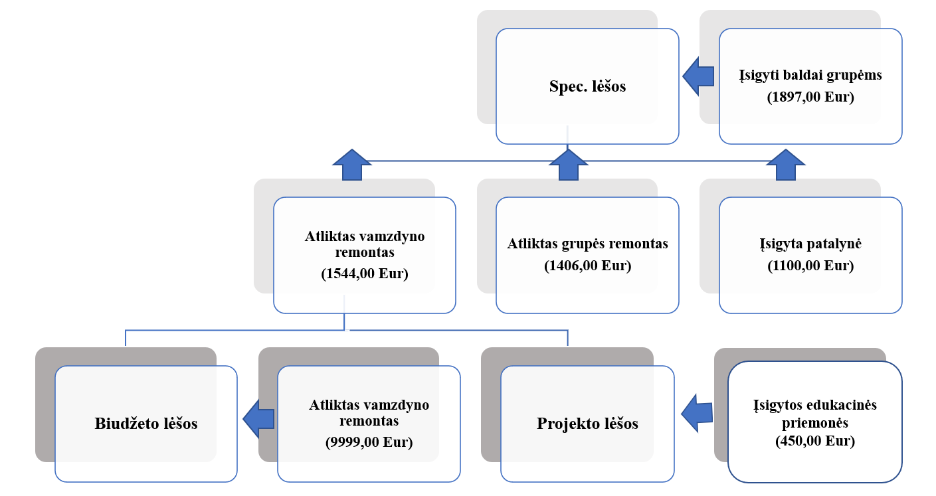 Spec. lėšos
Įsigyti baldai grupėms
(1897,00 Eur)
Atliktas vamzdyno
remontas
(1544,00 Eur)
Atliktas grupės remontas
(1406,00 Eur)
Įsigyta patalynė
(1100,00 Eur)
Biudžeto lėšos
Atliktas vamzdyno
remontas
(9999,00 Eur)
Projekto lėšos
Įsigytos edukacinės
priemonės
(450,00 Eur)